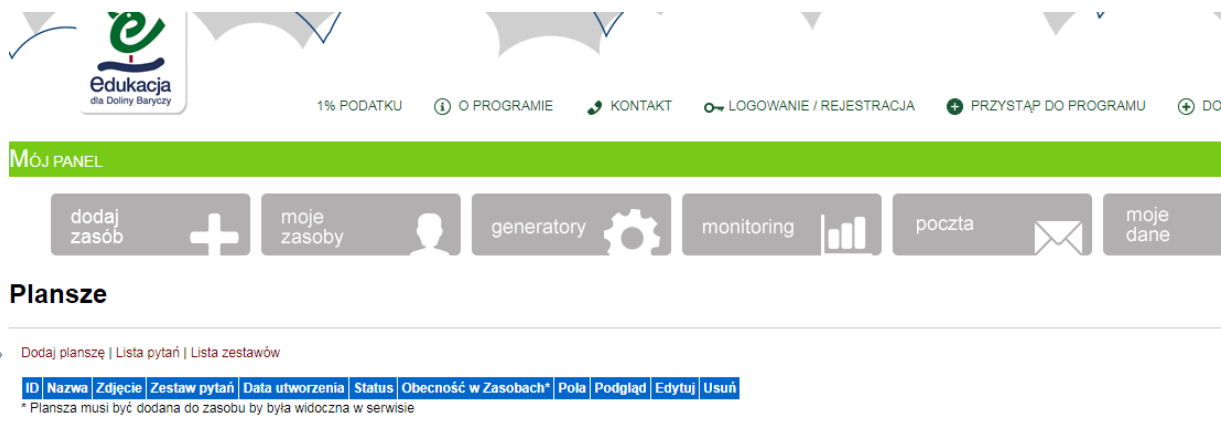 edukacja
dla Doliny Baryczy
1% PODATKU O PROGRAMIE KONTAKT LOGOWANIE / REJESTRACJA PRZYSTĄP DO PROGRAMU DO
MÓJ PANEL
dodaj zasób
moje zasoby
generatory
monitoring
poczta
moje dane
Plansze
Dodaj planszę | Lista pytań | Lista zestawów
ID Nazwa Zdjęcie Zestaw pytań Data utworzenia Status Obecność w Zasobach* Pola Podgląd Edytuj Usuń
* Plansza musi być dodana do zasobu by była widoczna w serwisie